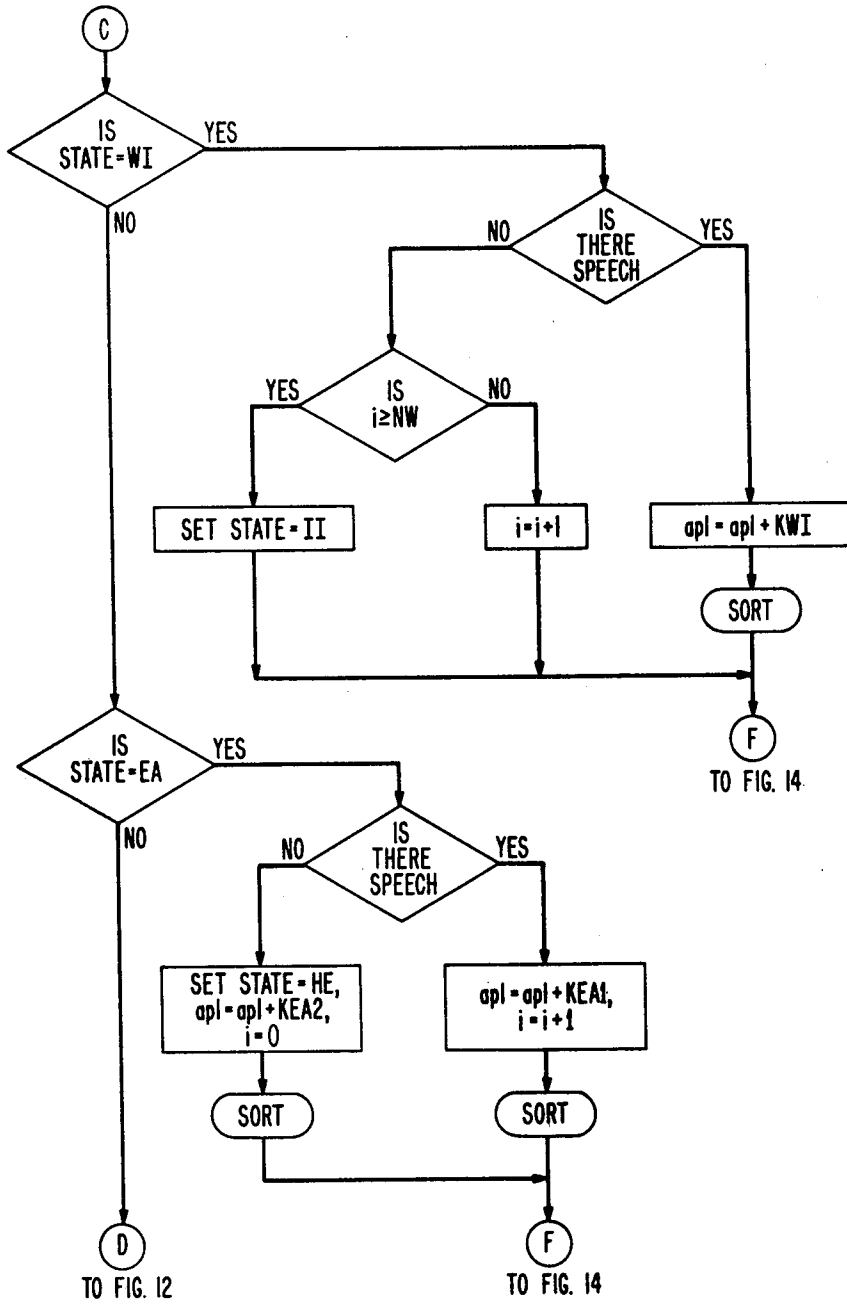 C
IS
STATE=WI
YES
NO
IS
THERE
SPEECH
NO
YES
IS
i≥NW
YES
NO
SET STATE=II
i=i+1
apl=apl+KWI
SORT
F
TO FIG. 14
IS
STATE=EA
YES
NO
IS
THERE
SPEECH
NO
YES
SET STATE=HE,
apl=apl+KEA2,
i=0
apl=apl+KEA1,
i=i+1
SORT
SORT
D
TO FIG. 12
F
TO FIG. 14